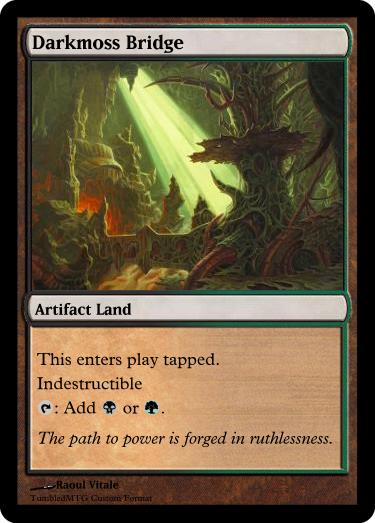 Darkmoss Bridge
Artifact Land
This enters play tapped.
Indestructible
: Add or .
The path to power is forged in ruthlessness.
Raoul Vitale
TumbledMTG Custom Format